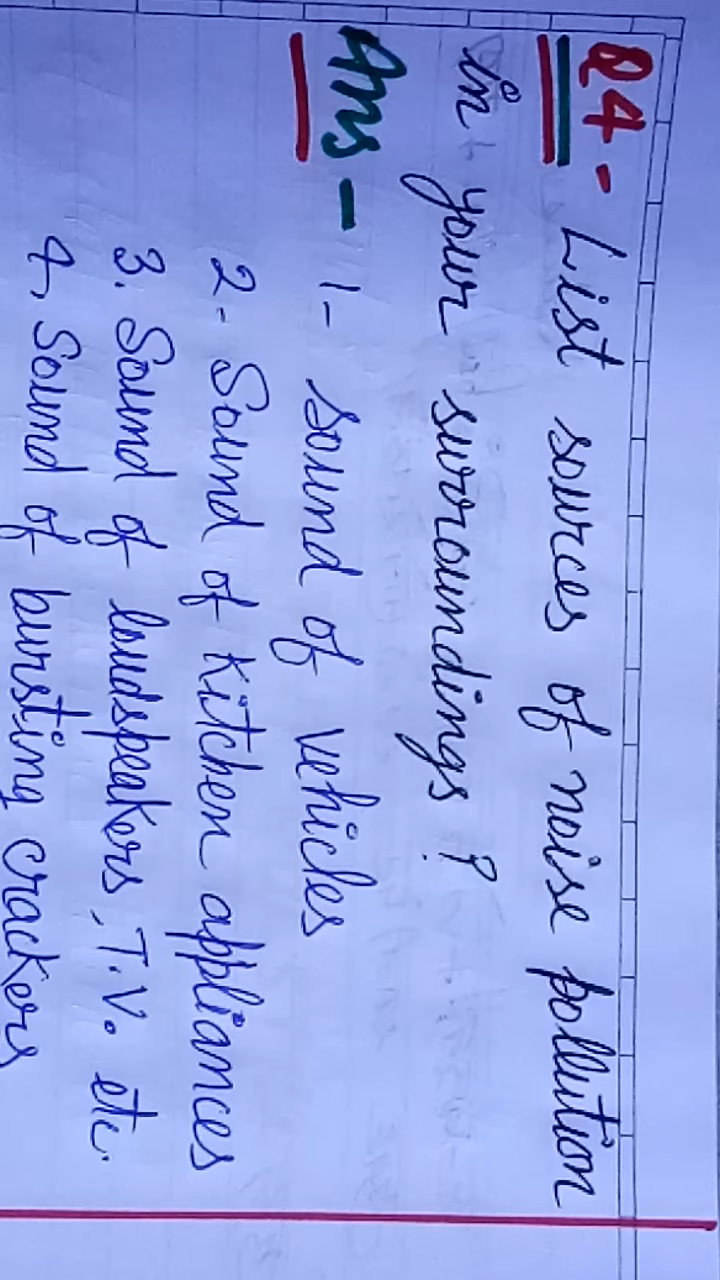 Q4 - List sources of noise pollution
in your surroundings ?
Ans - 1- sound of vehicles
2- Sound of Kitchen appliances
3. Sound of loudspeakers, T.V. etc.
4. Sound of bursting crackers